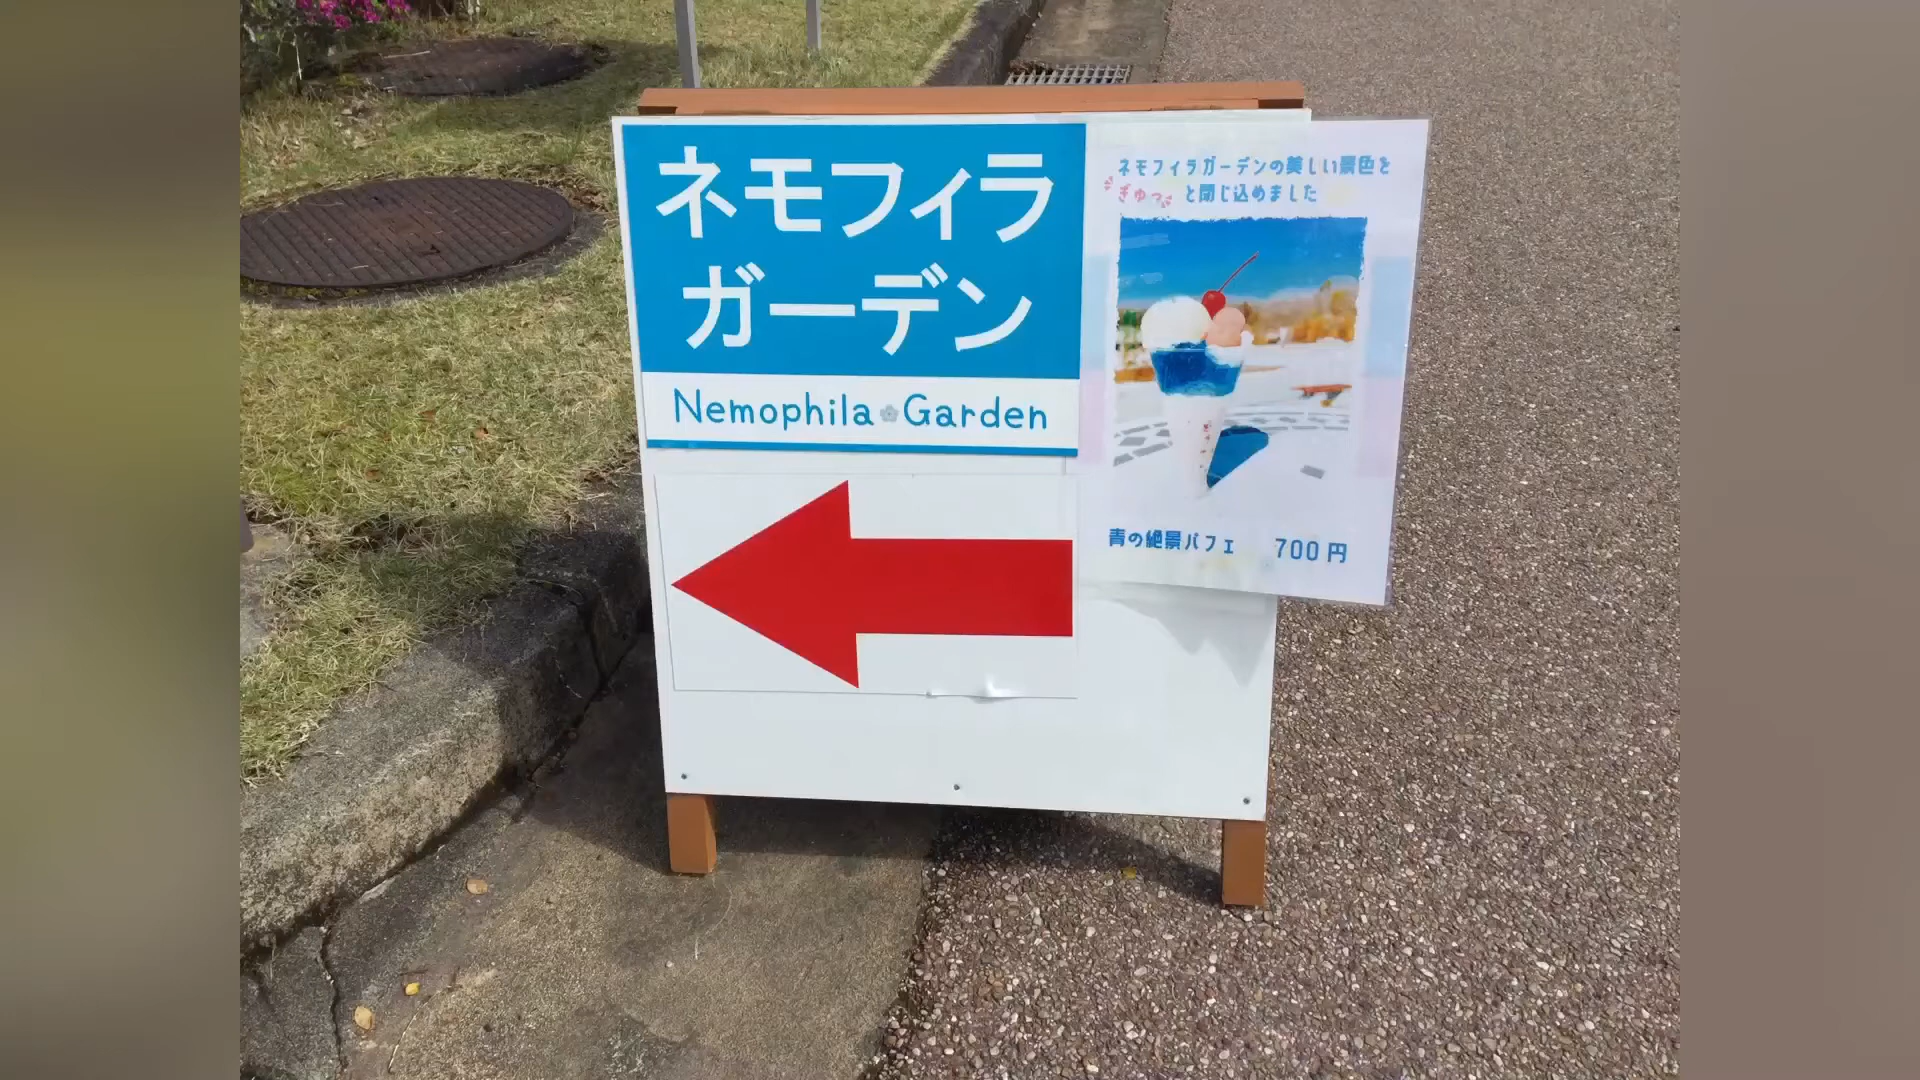 ネモフィラ
ガーデン
Nemophila Garden
ネモフィラガーデンの美しい景色を
ぎゅっと閉じ込めました
青の絶景パフェ 700円